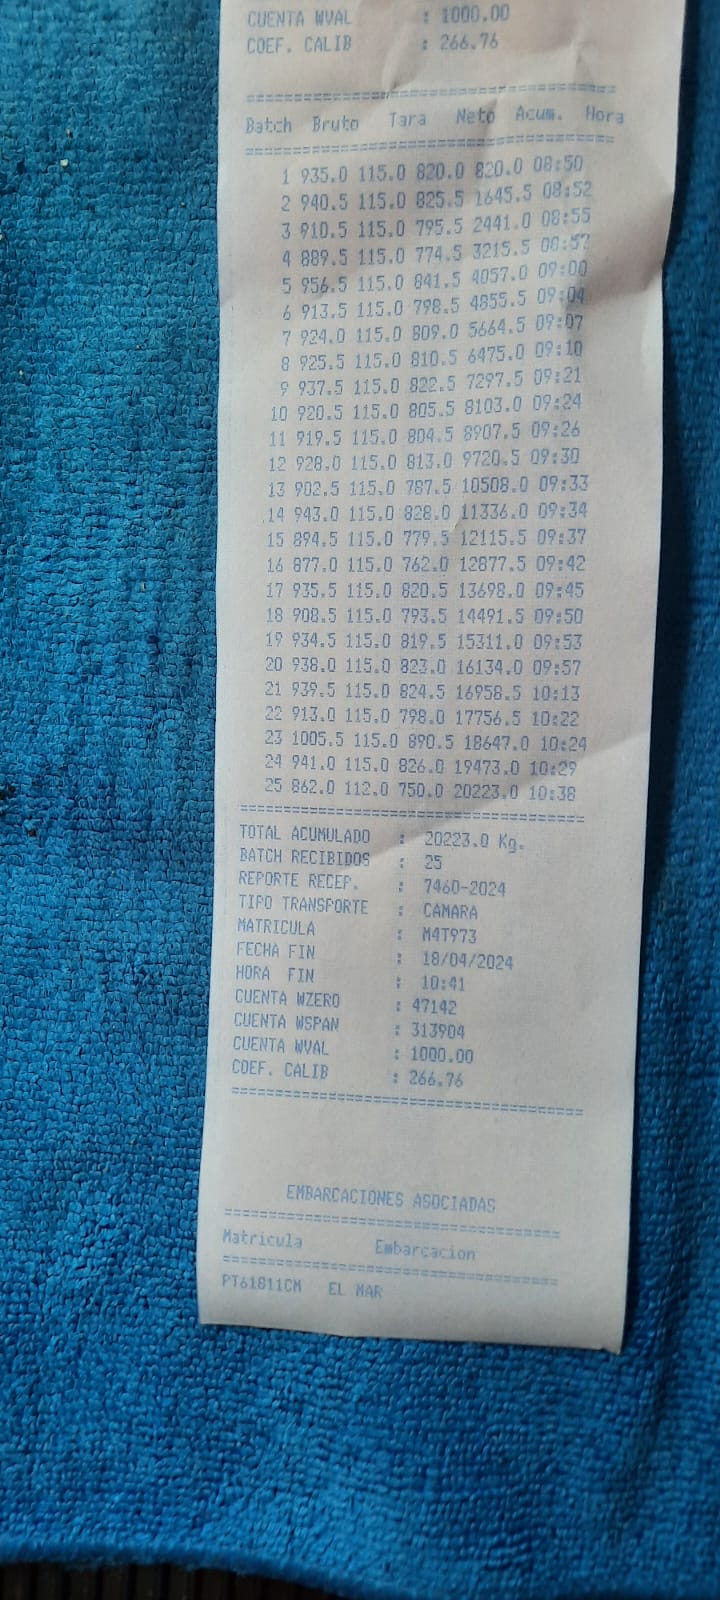 CUENTA WVAL : 1000.00
COEF. CALIB : 266.76
==========================================
Batch Bruto Tara Neto Acum. Hora
==========================================
1 935.0 115.0 820.0 820.0 08:50
2 940.5 115.0 825.5 1645.5 08:52
3 910.5 115.0 795.5 2441.0 08:55
4 889.5 115.0 774.5 3215.5 08:57
5 956.5 115.0 841.5 4057.0 09:00
6 913.5 115.0 798.5 4855.5 09:04
7 924.0 115.0 809.0 5664.5 09:07
8 925.5 115.0 810.5 6475.0 09:10
9 937.5 115.0 822.5 7297.5 09:21
10 920.5 115.0 805.5 8103.0 09:24
11 919.5 115.0 804.5 8907.5 09:26
12 928.0 115.0 813.0 9720.5 09:30
13 902.5 115.0 787.5 10508.0 09:33
14 943.0 115.0 828.0 11336.0 09:34
15 894.5 115.0 779.5 12115.5 09:37
16 877.0 115.0 762.0 12877.5 09:42
17 935.5 115.0 820.5 13698.0 09:45
18 908.5 115.0 793.5 14491.5 09:50
19 934.5 115.0 819.5 15311.0 09:53
20 938.0 115.0 823.0 16134.0 09:57
21 939.5 115.0 824.5 16958.5 10:13
22 913.0 115.0 798.0 17756.5 10:22
23 1005.5 115.0 890.5 18647.0 10:24
24 941.0 115.0 826.0 19473.0 10:29
25 862.0 112.0 750.0 20223.0 10:38
==========================================
TOTAL ACUMULADO : 20223.0 Kg.
BATCH RECIBIDOS : 25
REPORTE RECEP. : 7460-2024
TIPO TRANSPORTE : CAMARA
MATRICULA : M4T973
FECHA FIN : 18/04/2024
HORA FIN : 10:41
CUENTA WZERO : 47142
CUENTA WSPAN : 313904
CUENTA WVAL : 1000.00
COEF. CALIB : 266.76
==========================================
EMBARCACIONES ASOCIADAS
==========================================
Matricula Embarcacion
==========================================
PT61811CM EL MAR